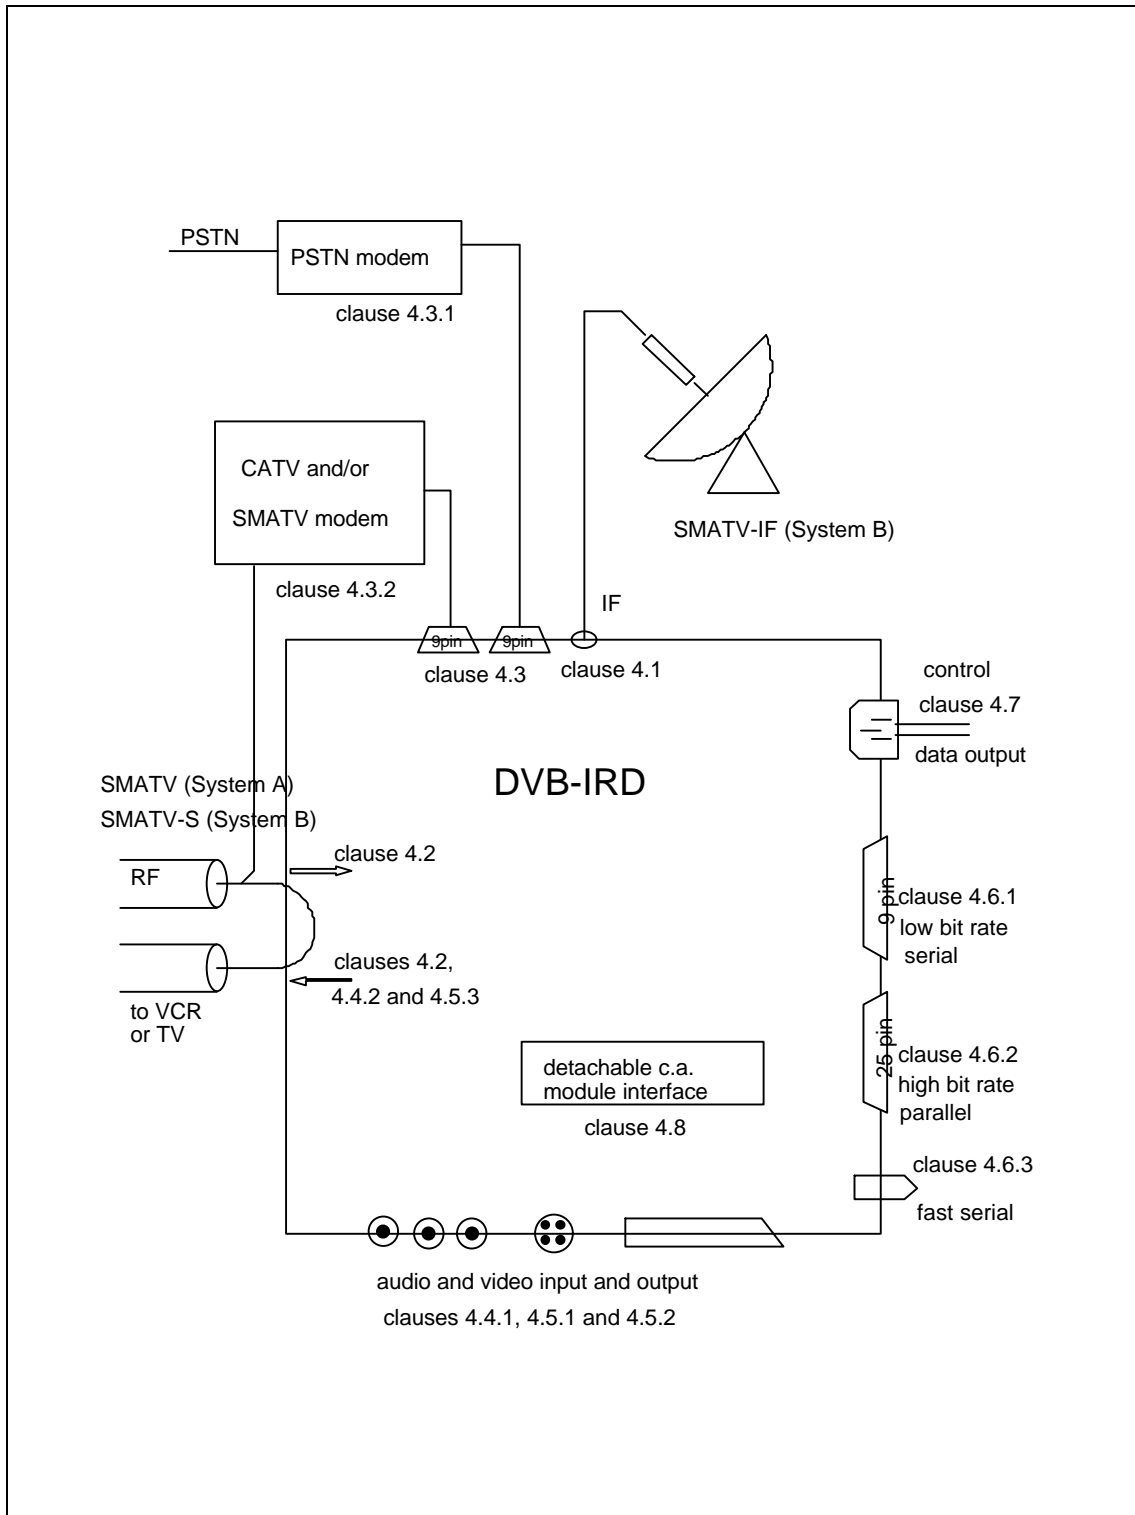 PSTN
PSTN modem
clause 4.3.1
CATV and/or
SMATV modem
clause 4.3.2
SMATV-IF (System B)
IF
9pin
9pin
clause 4.3
clause 4.1
control
clause 4.7
data output
DVB-IRD
SMATV (System A)
SMATV-S (System B)
RF
clause 4.2
clauses 4.2,
4.4.2 and 4.5.3
to VCR
or TV
9 pin
clause 4.6.1
low bit rate
serial
25 pin
clause 4.6.2
high bit rate
parallel
detachable c.a.
module interface
clause 4.8
clause 4.6.3
fast serial
audio and video input and output
clauses 4.4.1, 4.5.1 and 4.5.2